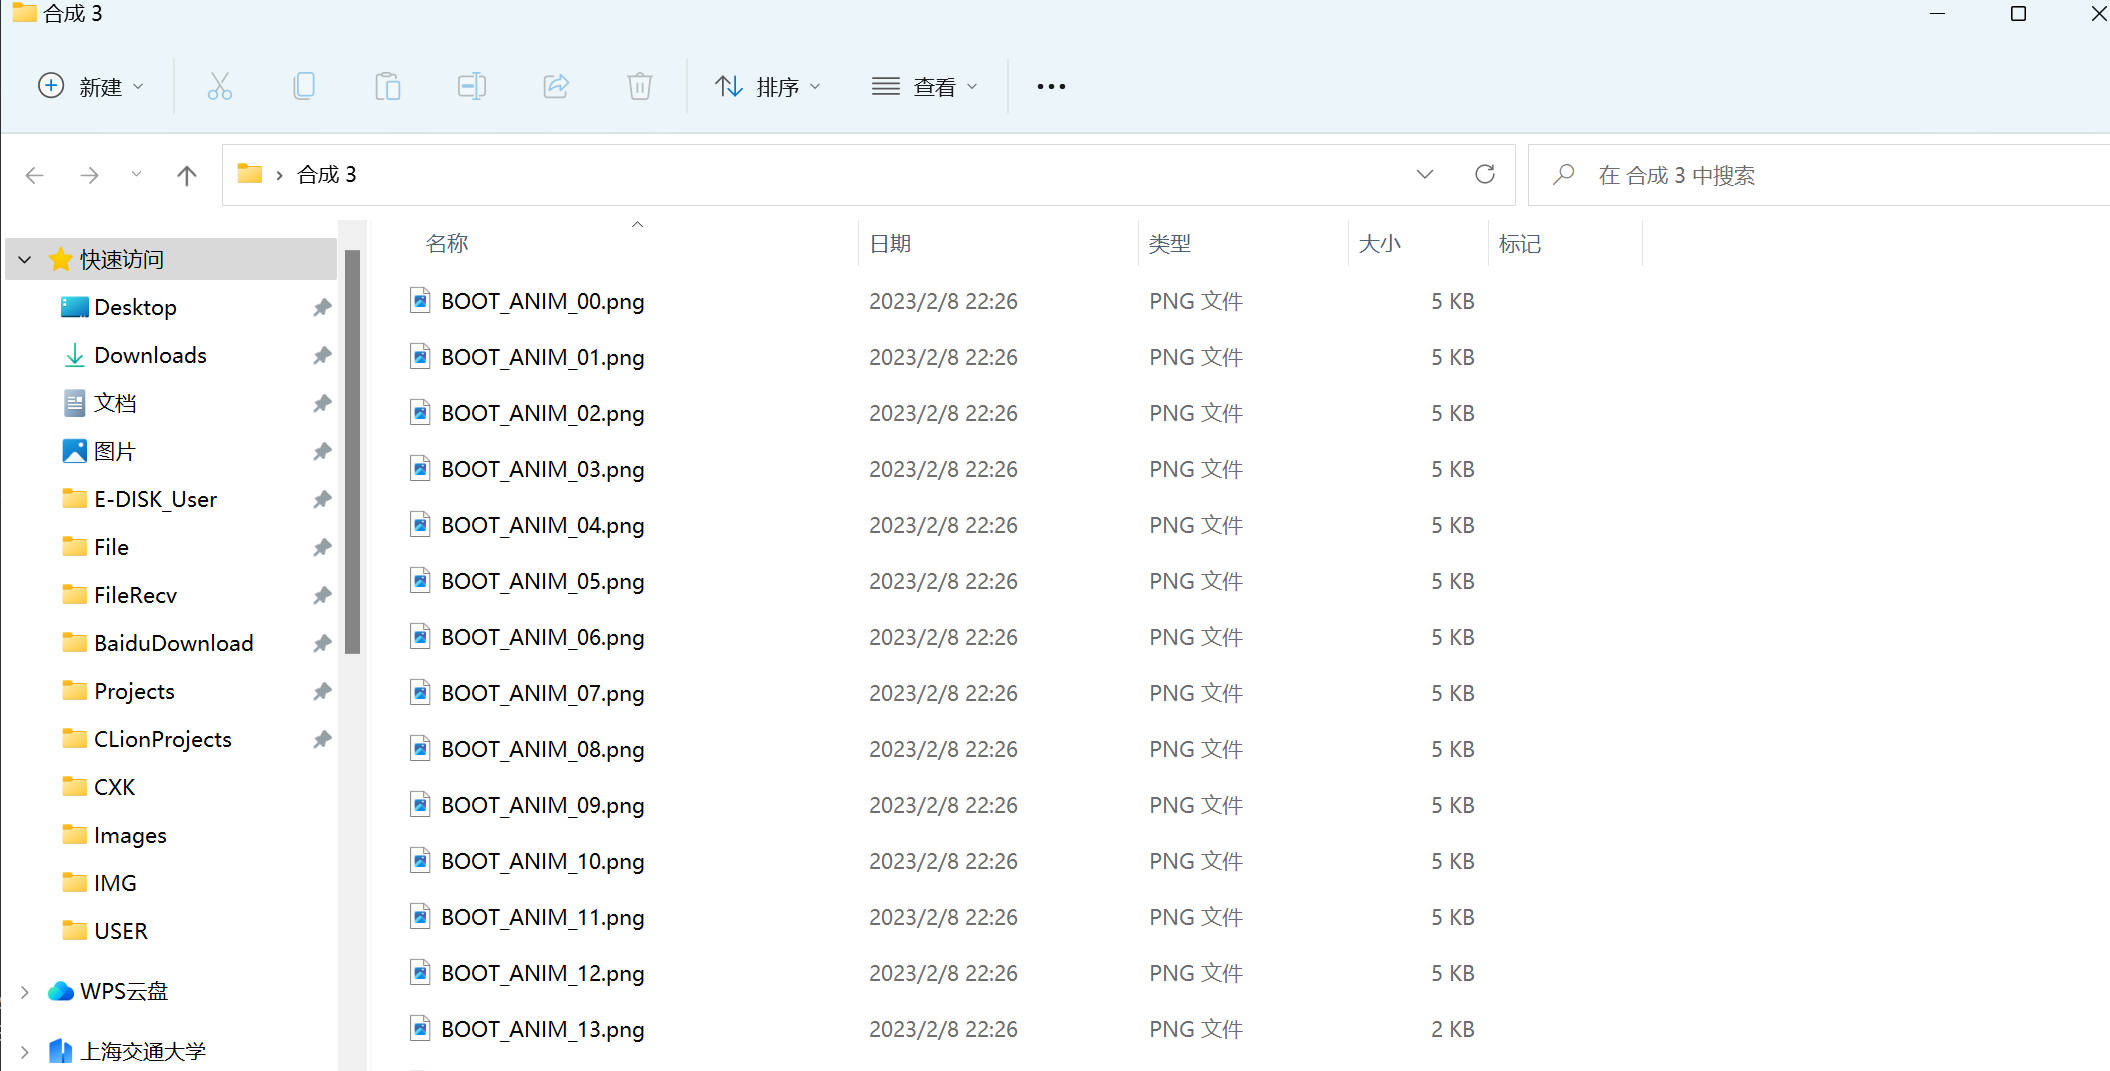 合成 3
新建
排序
查看
合成 3
在 合成 3 中搜索
名称 日期 类型 大小 标记
快速访问
Desktop
Downloads
文档
图片
E-DISK_User
File
FileRecv
BaiduDownload
Projects
CLionProjects
CXK
Images
IMG
USER
WPS云盘
上海交通大学
BOOT_ANIM_00.png 2023/2/8 22:26 PNG 文件 5 KB
BOOT_ANIM_01.png 2023/2/8 22:26 PNG 文件 5 KB
BOOT_ANIM_02.png 2023/2/8 22:26 PNG 文件 5 KB
BOOT_ANIM_03.png 2023/2/8 22:26 PNG 文件 5 KB
BOOT_ANIM_04.png 2023/2/8 22:26 PNG 文件 5 KB
BOOT_ANIM_05.png 2023/2/8 22:26 PNG 文件 5 KB
BOOT_ANIM_06.png 2023/2/8 22:26 PNG 文件 5 KB
BOOT_ANIM_07.png 2023/2/8 22:26 PNG 文件 5 KB
BOOT_ANIM_08.png 2023/2/8 22:26 PNG 文件 5 KB
BOOT_ANIM_09.png 2023/2/8 22:26 PNG 文件 5 KB
BOOT_ANIM_10.png 2023/2/8 22:26 PNG 文件 5 KB
BOOT_ANIM_11.png 2023/2/8 22:26 PNG 文件 5 KB
BOOT_ANIM_12.png 2023/2/8 22:26 PNG 文件 5 KB
BOOT_ANIM_13.png 2023/2/8 22:26 PNG 文件 2 KB